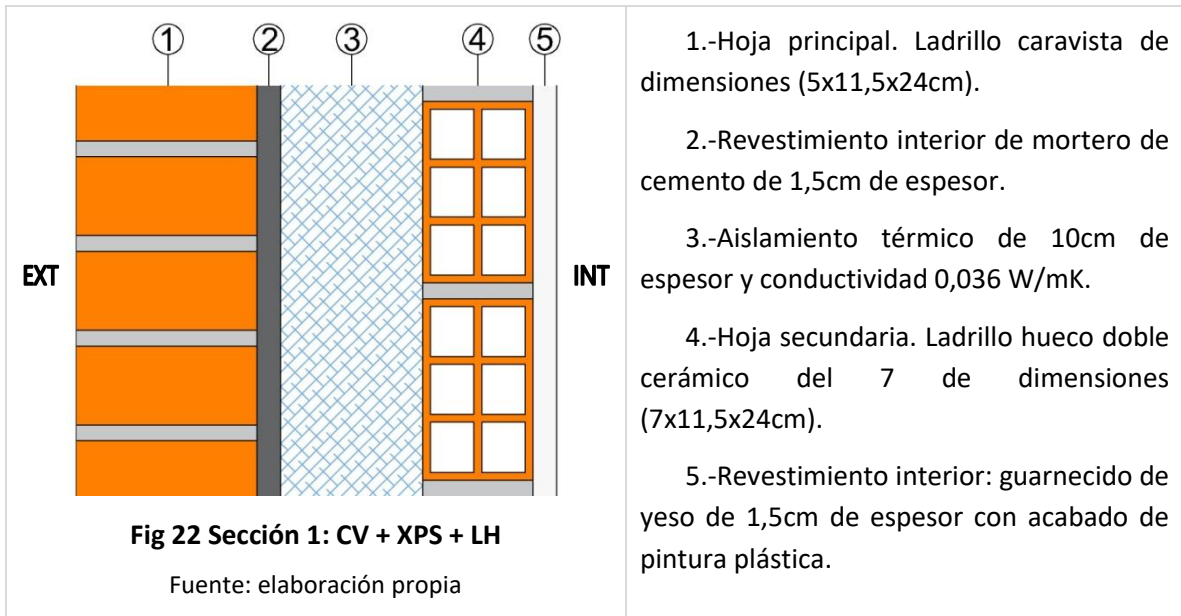 1 2 3 4 5
EXT
INT
Fig 22 Sección 1: CV + XPS + LH
Fuente: elaboración propia
1.-Hoja principal. Ladrillo caravista de
dimensiones (5x11,5x24cm).
2.-Revestimiento interior de mortero de
cemento de 1,5cm de espesor.
3.-Aislamiento térmico de 10cm de
espesor y conductividad 0,036 W/mK.
4.-Hoja secundaria. Ladrillo hueco doble
cerámico del 7 de dimensiones
(7x11,5x24cm).
5.-Revestimiento interior: guarnecido de
yeso de 1,5cm de espesor con acabado de
pintura plástica.